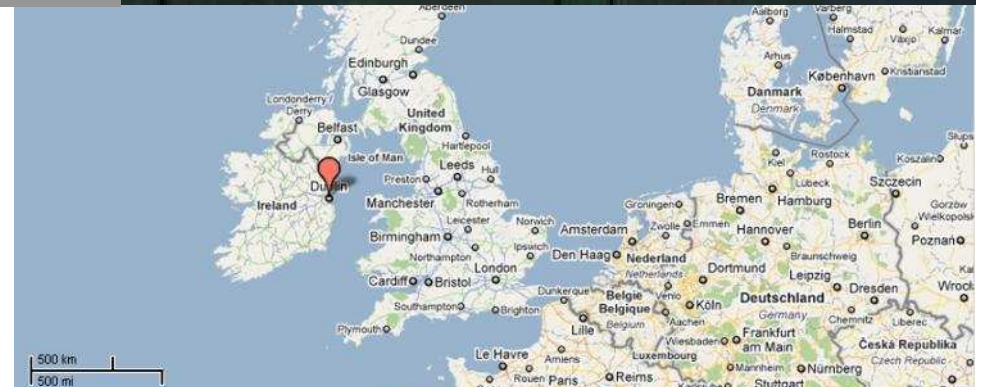 Aberdeen
Aalborg
Varberg
Halmstad
Växjö
Kalmar
Dundee
Edinburgh
Glasgow
Arhus
København
Kristianstad
Danmark
Denmark
Londonderry /
Derry
Belfast
United
Kingdom
Hartlepool
Isle of Man
Leeds
Hull
Preston
Dublin
Ireland
Manchester
Rotherham
Kiel
Rostock
Lübeck
Koszalin
Szczecin
Groningen
Bremen
Hamburg
Gorzów
Wielkopolski
Leicester
Norwich
Birmingham
Amsterdam
Zwolle
Emmen
Hannover
Berlin
Poznań
Northampton
Ipswich
Den Haag
Nederland
Netherlands
Braunschweig
Cardiff
Bristol
London
Dortmund
Leipzig
Dresden
Southampton
Brighton
Dunkerque
België
Belgique
Belgium
Venlo
Köln
Deutschland
Germany
Plymouth
Lille
Aachen
Chemnitz
Liberec
Wiesbaden
Frankfurt
am Main
Česká Republika
Czech Republic
Le Havre
Amiens
Luxembourg
Rouen
Paris
Reims
Mannheim
Nürnberg
Stuttgart
500 km
500 mi